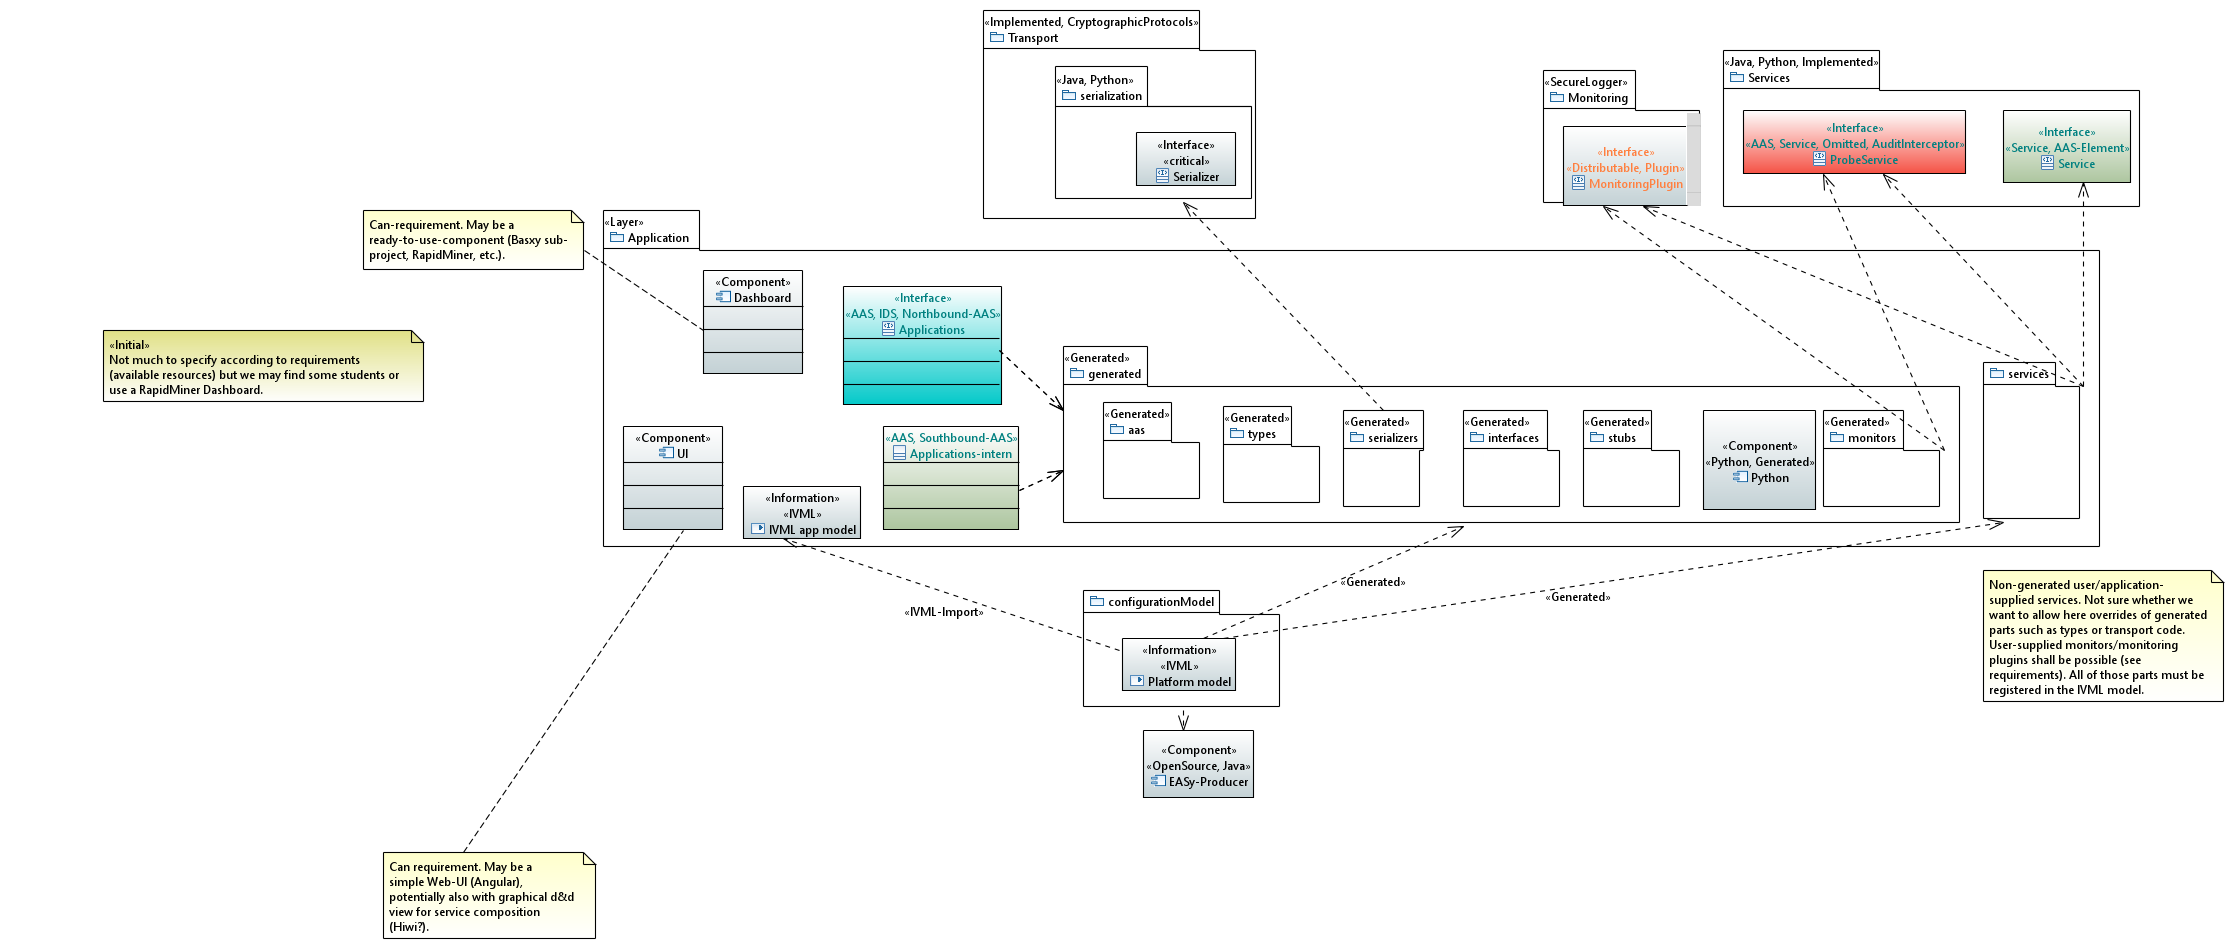 «Implemented, CryptographicProtocols»
Transport
«Java, Python»
serialization
«Interface»
«critical»
Serializer
«SecureLogger»
Monitoring
«Interface»
«Distributable, Plugin»
MonitoringPlugin
«Java, Python, Implemented»
Services
«Interface»
«AAS, Service, Omitted, AuditInterceptor»
ProbeService
«Interface»
«Service, AAS-Element»
Service
Can-requirement. May be a
ready-to-use-component (Basxy sub-
project, RapidMiner, etc.).
«Layer»
Application
«Component»
Dashboard
«Interface»
«AAS, IDS, Northbound-AAS»
Applications
«Initial»
Not much to specify according to requirements
(available resources) but we may find some students or
use a RapidMiner Dashboard.
«Generated»
generated
services
«Generated»
aas
«Generated»
types
«Generated»
serializers
«Generated»
interfaces
«Generated»
stubs
«Component»
«Python, Generated»
Python
«Generated»
monitors
«Component»
UI
«AAS, Southbound-AAS»
Applications-intern
«Information»
«IVML»
IVML app model
«IVML-Import»
«Generated»
«Generated»
configurationModel
«Information»
«IVML»
Platform model
Non-generated user/application-
supplied services. Not sure whether we
want to allow here overrides of generated
parts such as types or transport code.
User-supplied monitors/monitoring
plugins shall be possible (see
requirements). All of those parts must be
registered in the IVML model.
«Component»
«OpenSource, Java»
EASy-Producer
Can requirement. May be a
simple Web-UI (Angular),
potentially also with graphical d&d
view for service composition
(Hiwi?).